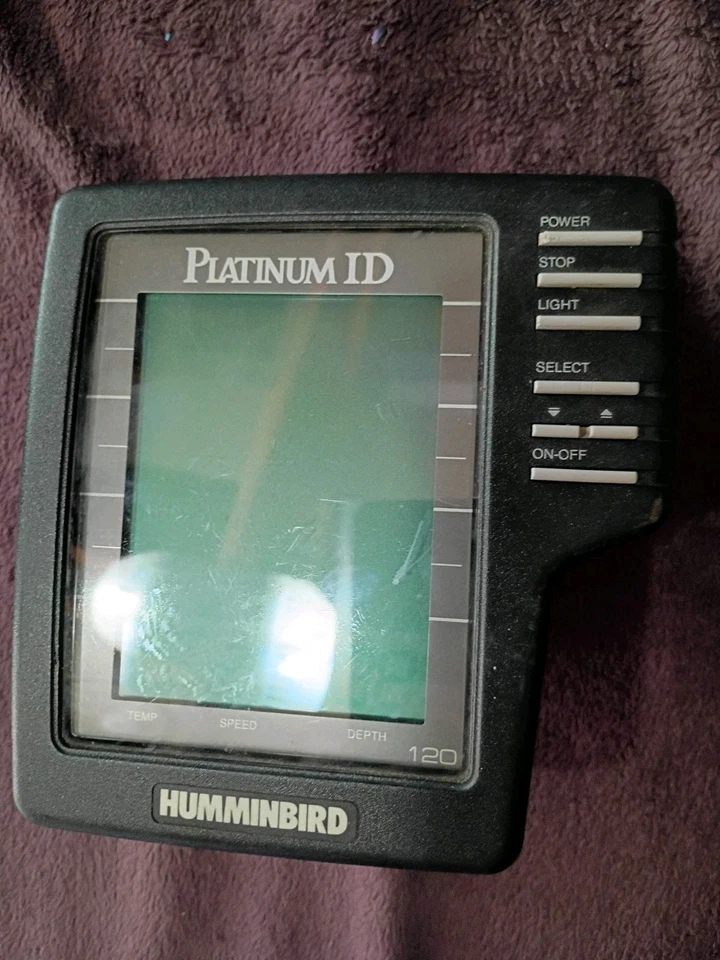 PLATINUM ID
POWER
STOP
LIGHT
SELECT
ON-OFF
TEMP SPEED DEPTH
120
HUMMINBIRD